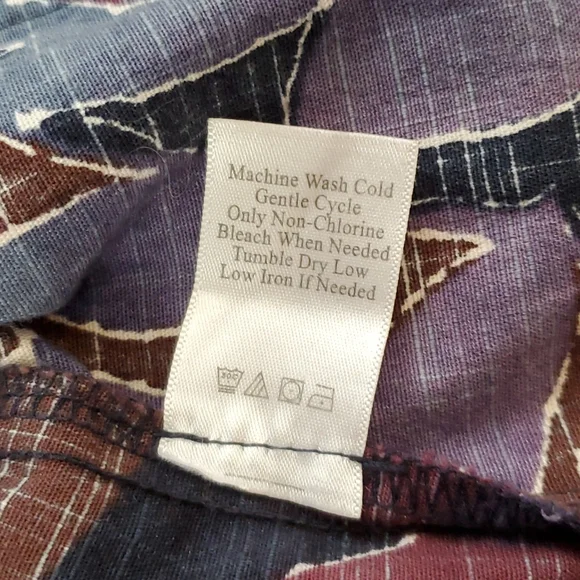 Machine Wash Cold
Gentle Cycle
Only Non-Chlorine
Bleach When Needed
Tumble Dry Low
Low Iron If Needed